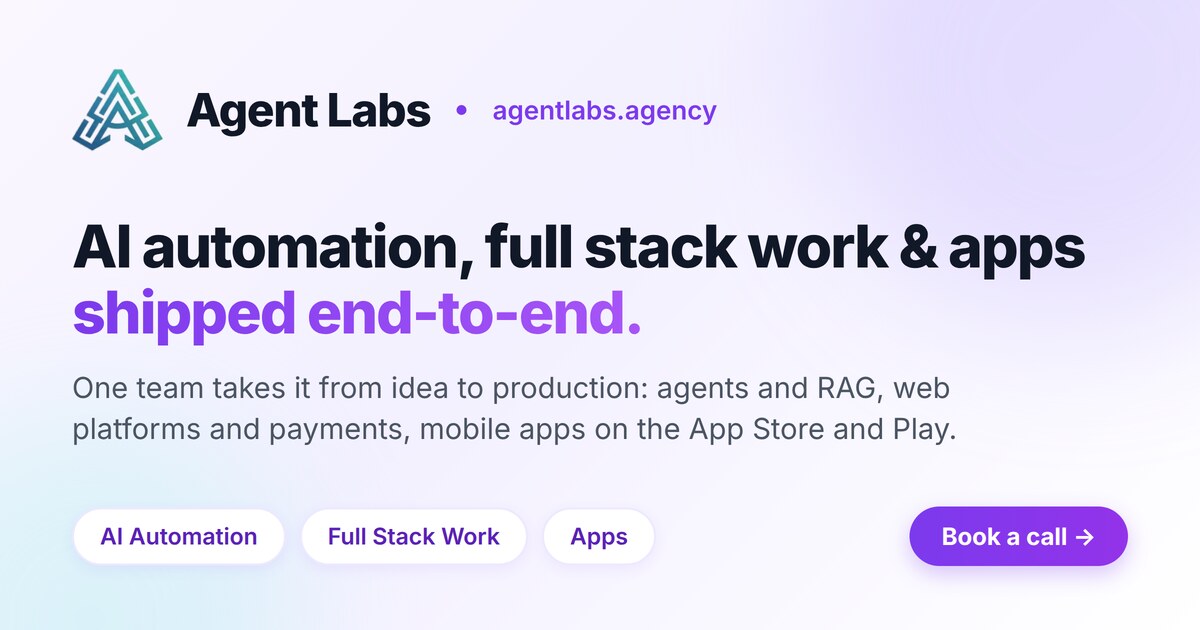 Agent Labs • agentlabs.agency
AI automation, full stack work & apps
shipped end-to-end.
One team takes it from idea to production: agents and RAG, web
platforms and payments, mobile apps on the App Store and Play.
AI Automation
Full Stack Work
Apps
Book a call →